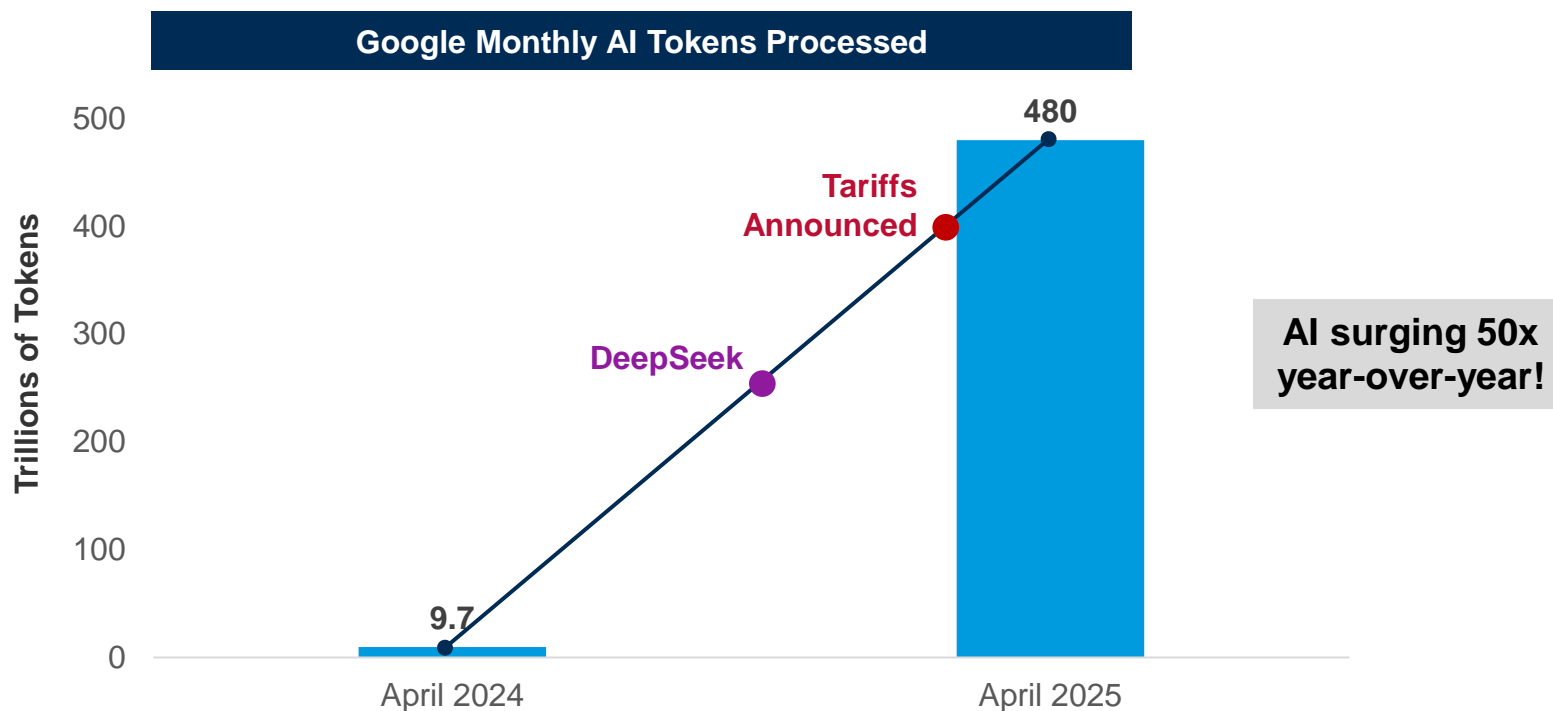 Google Monthly AI Tokens Processed
Trillions of Tokens
500
400
300
200
100
0
480
Tariffs
Announced
DeepSeek
9.7
April 2024
April 2025
AI surging 50x
year-over-year!